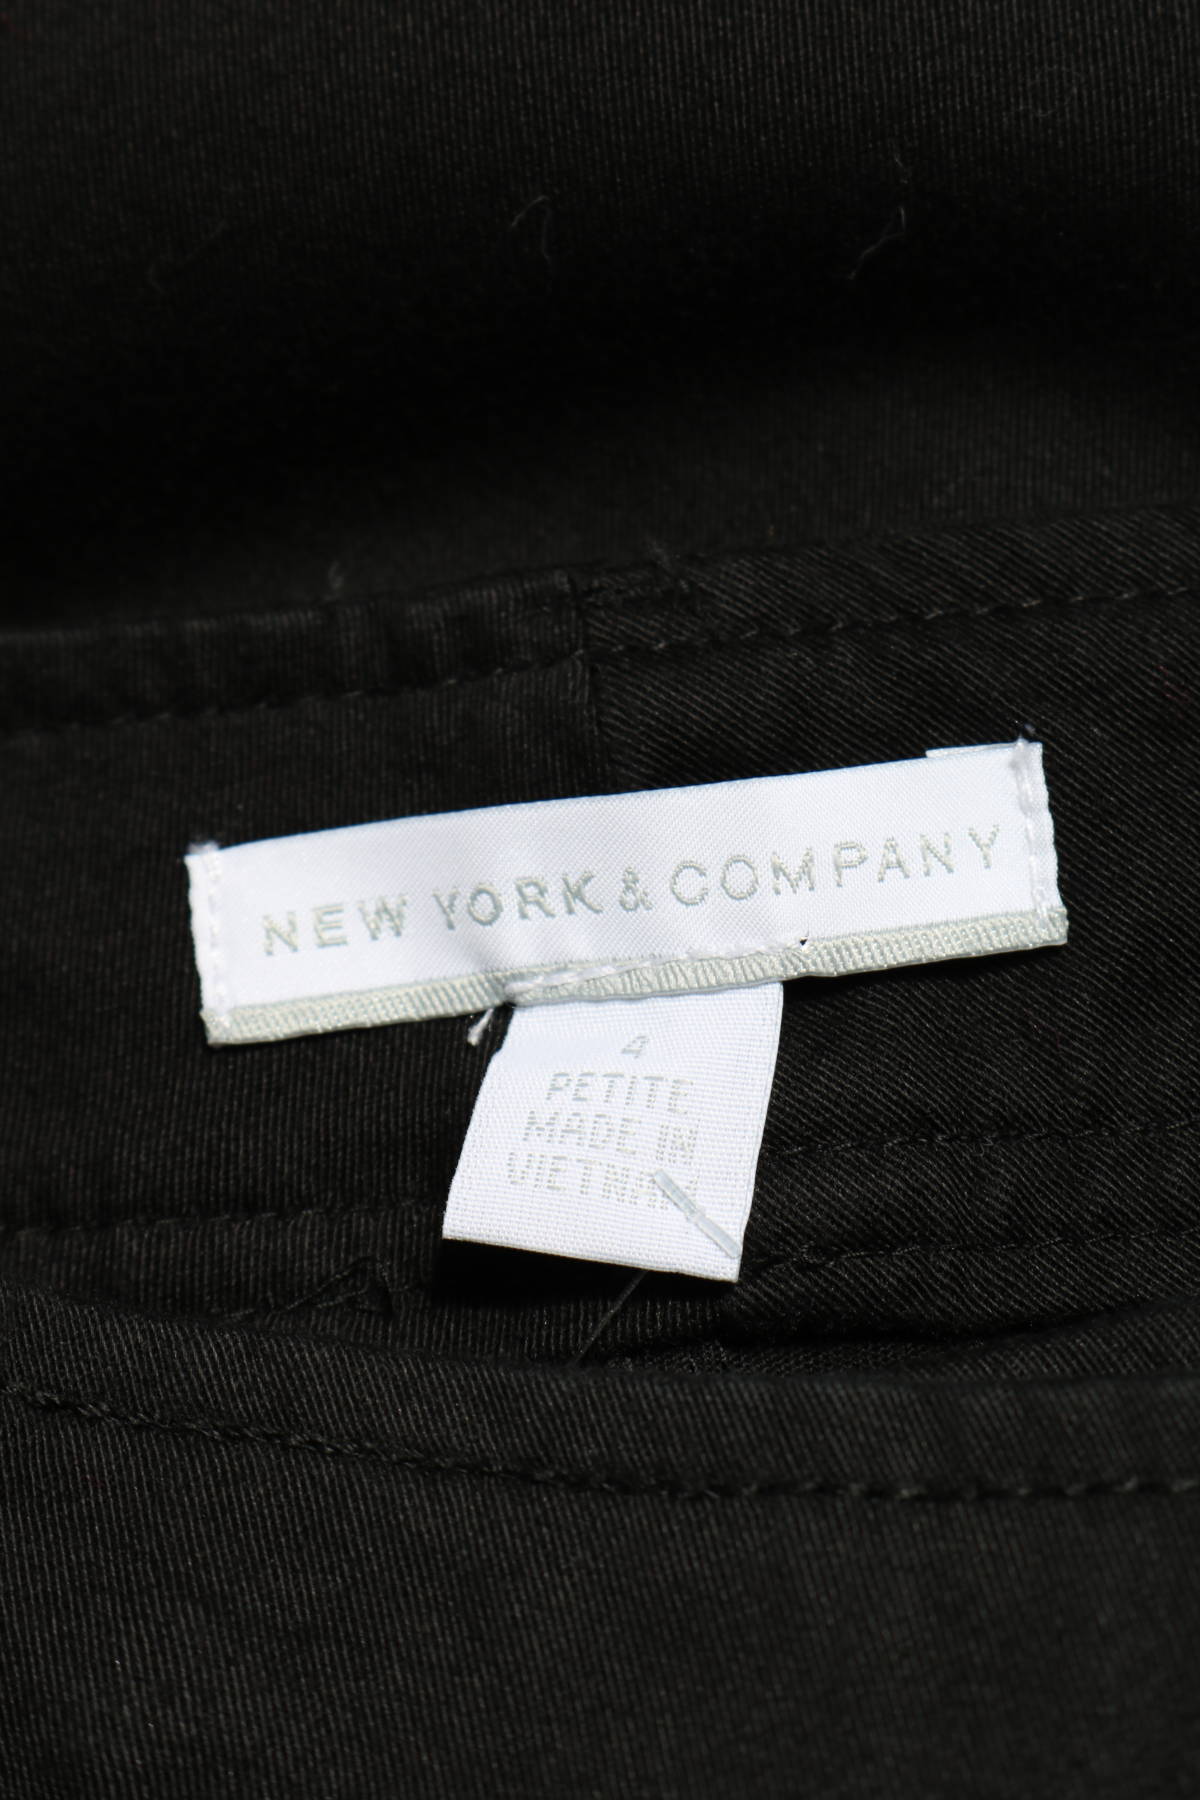 NEW YORK & COMPANY
4
PETITE
MADE IN
VIETNAM